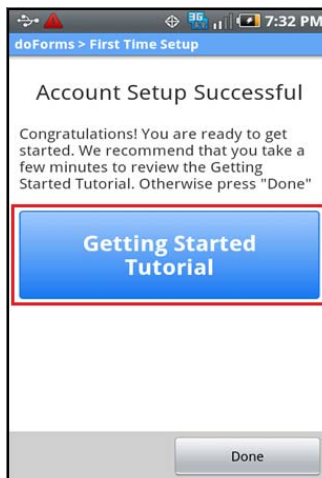 3G 7:32 PM
doForms > First Time Setup
Account Setup Successful
Congratulations! You are ready to get
started. We recommend that you take a
few minutes to review the Getting
Started Tutorial. Otherwise press "Done"
Getting Started
Tutorial
Done